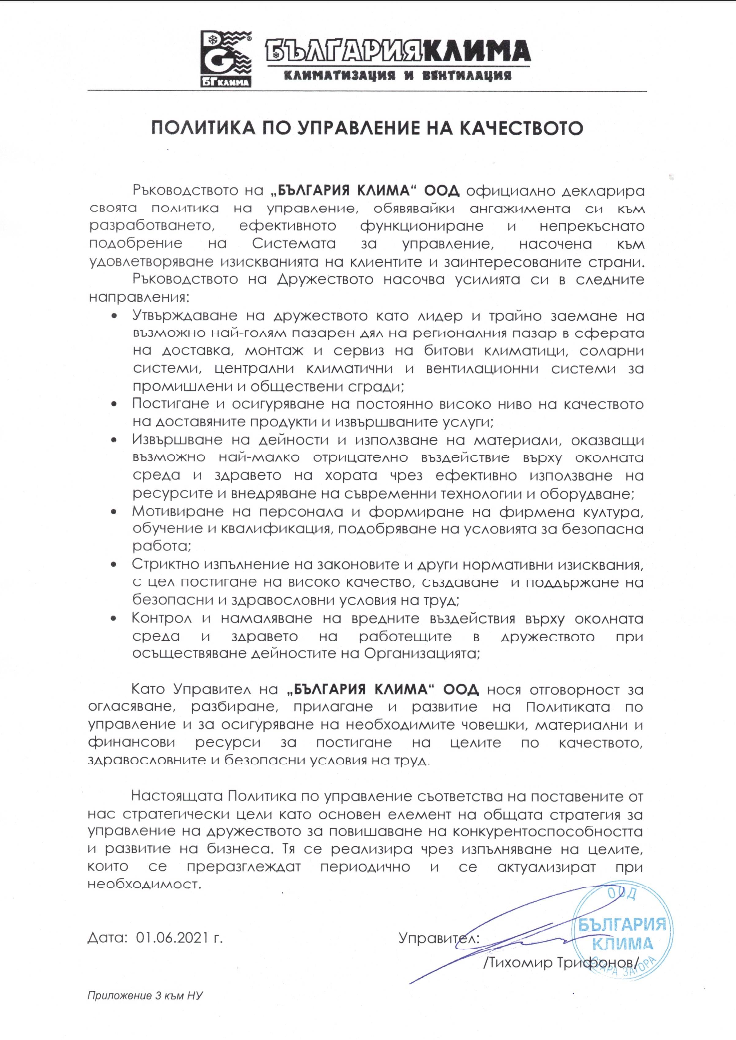 БГ КЛИМА
БЪЛГАРИЯКЛИМА
КЛИМАТИЗАЦИЯ И ВЕНТИЛАЦИЯ
ПОЛИТИКА ПО УПРАВЛЕНИЕ НА КАЧЕСТВОТО
Ръководството на „БЪЛГАРИЯ КЛИМА“ ООД официално декларира
своята политика на управление, обявявайки ангажимента си към
разработването, ефективното функциониране и непрекъснато
подобрение на Системата за управление, насочена към
удовлетворяване изискванията на клиентите и заинтересованите страни.
Ръководството на Дружеството насочва усилията си в следните
направления:
• Утвърждаване на дружеството като лидер и трайно заемане на
възможно най-голям пазарен дял на регионалния пазар в сферата
на доставка, монтаж и сервиз на битови климатици, соларни
системи, централни климатични и вентилационни системи за
промишлени и обществени сгради;
• Постигане и осигуряване на постоянно високо ниво на качеството
на доставяните продукти и извършваните услуги;
• Извършване на дейности и използване на материали, оказващи
възможно най-малко отрицателно въздействие върху околната
среда и здравето на хората чрез ефективно използване на
ресурсите и внедряване на съвременни технологии и оборудване;
• Мотивиране на персонала и формиране на фирмена култура,
обучение и квалификация, подобряване на условията за безопасна
работа;
• Стриктно изпълнение на законовите и други нормативни изисквания,
с цел постигане на високо качество, създаване и поддържане на
безопасни и здравословни условия на труд;
• Контрол и намаляване на вредните въздействия върху околната
среда и здравето на работещите в дружеството при
осъществяване дейностите на Организацията;
Като Управител на „БЪЛГАРИЯ КЛИМА“ ООД нося отговорност за
огласяване, разбиране, прилагане и развитие на Политиката по
управление и за осигуряване на необходимите човешки, материални и
финансови ресурси за постигане на целите по качеството,
здравословните и безопасни условия на труд.
Настоящата Политика по управление съответства на поставените от
нас стратегически цели като основен елемент на общата стратегия за
управление на дружеството за повишаване на конкурентоспособността
и развитие на бизнеса. Тя се реализира чрез изпълняване на целите,
които се преразглеждат периодично и се актуализират при
необходимост.
Дата: 01.06.2021 г.
Управител:
/Тихомир Трифонов/
ООД
БЪЛГАРИЯ
КЛИМА
Приложение 3 към НУ